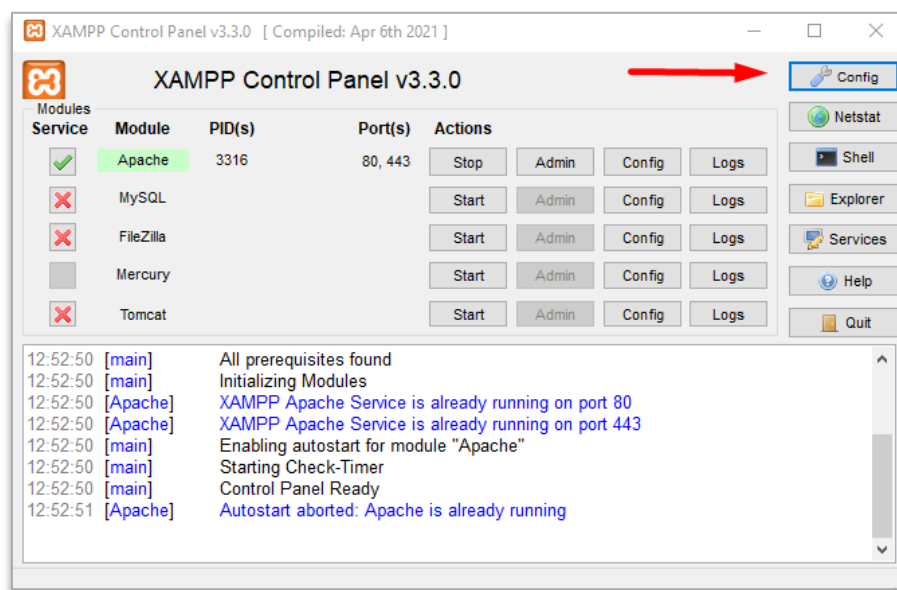 XAMPP Control Panel v3.3.0 [ Compiled: Apr 6th 2021 ]
XAMPP Control Panel v3.3.0
Config
Modules
Service Module PID(s) Port(s) Actions
Netstat
Apache 3316 80, 443 Stop Admin Config Logs
Shell
MySQL Start Admin Config Logs
Explorer
FileZilla Start Admin Config Logs
Services
Mercury Start Admin Config Logs
Help
Tomcat Start Admin Config Logs
Quit
12:52:50 [main] All prerequisites found
12:52:50 [main] Initializing Modules
12:52:50 [Apache] XAMPP Apache Service is already running on port 80
12:52:50 [Apache] XAMPP Apache Service is already running on port 443
12:52:50 [main] Enabling autostart for module "Apache"
12:52:50 [main] Starting Check-Timer
12:52:50 [main] Control Panel Ready
12:52:51 [Apache] Autostart aborted: Apache is already running